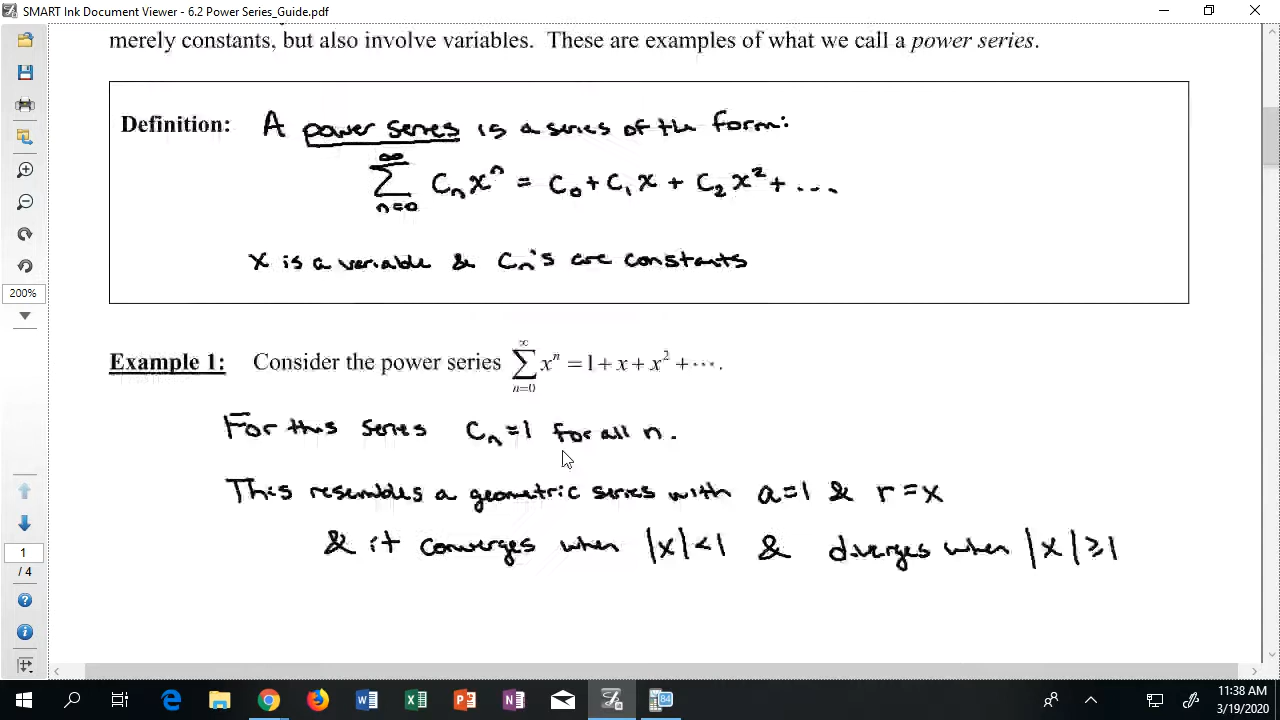 SMART Ink Document Viewer - 6.2 Power Series_Guide.pdf
merely constants, but also involve variables. These are examples of what we call a power series.
Definition: A power series is a series of the form:
∞
∑ Cₙxⁿ = C₀ + C₁x + C₂x² + ...
n=0
x is a variable & Cₙ's are constants
200%
Example 1: Consider the power series ∑_{n=0}^{∞} xⁿ = 1 + x + x² + ⋯.
For this series Cₙ = 1 for all n.
This resembles a geometric series with a=1 & r=x
& it converges when |x|<1 & diverges when |x|≥1
1
/ 4
84
11:38 AM
3/19/2020